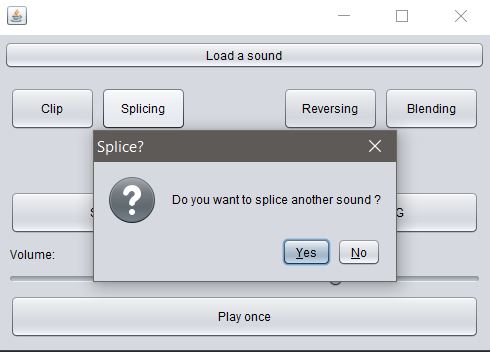 Load a sound
Clip
Splicing
Reversing
Blending
Splice?
Do you want to splice another sound ?
Yes
No
S
G
Volume:
Play once